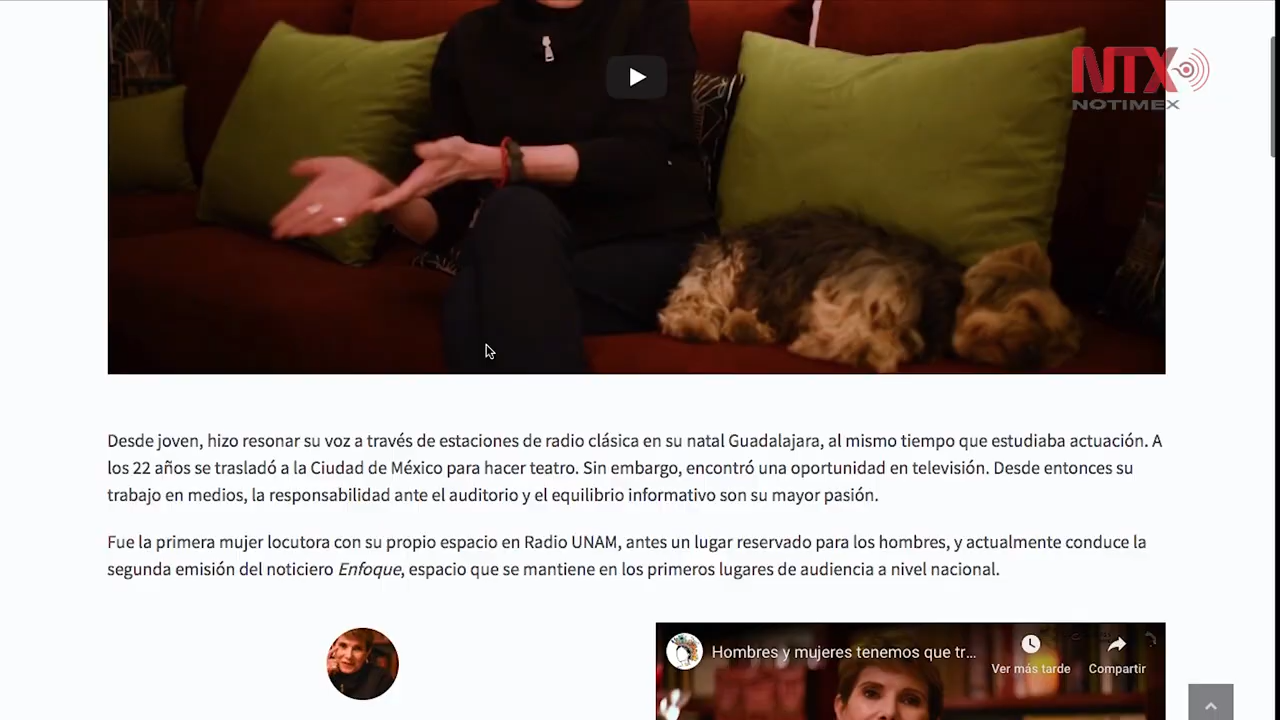 NTX
NOTIMEX
Desde joven, hizo resonar su voz a través de estaciones de radio clásica en su natal Guadalajara, al mismo tiempo que estudiaba actuación. A
los 22 años se trasladó a la Ciudad de México para hacer teatro. Sin embargo, encontró una oportunidad en televisión. Desde entonces su
trabajo en medios, la responsabilidad ante el auditorio y el equilibrio informativo son su mayor pasión.
Fue la primera mujer locutora con su propio espacio en Radio UNAM, antes un lugar reservado para los hombres, y actualmente conduce la
segunda emisión del noticiero Enfoque, espacio que se mantiene en los primeros lugares de audiencia a nivel nacional.
Hombres y mujeres tenemos que tr...
Ver más tarde
Compartir